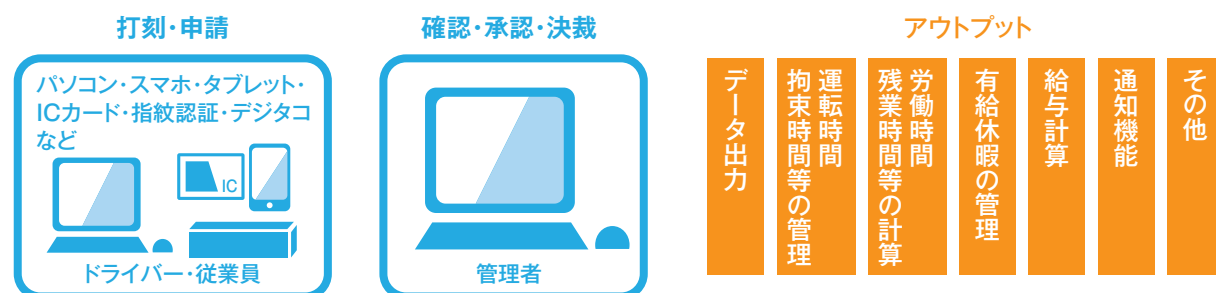 打刻・申請
パソコン・スマホ・タブレット・
ICカード・指紋認証・デジタコ
など
IC
ドライバー・従業員
確認・承認・決裁
管理者
アウトプット
データ出力
運転時間
拘束時間等の管理
労働時間
残業時間等の計算
有給休暇の管理
給与計算
通知機能
その他